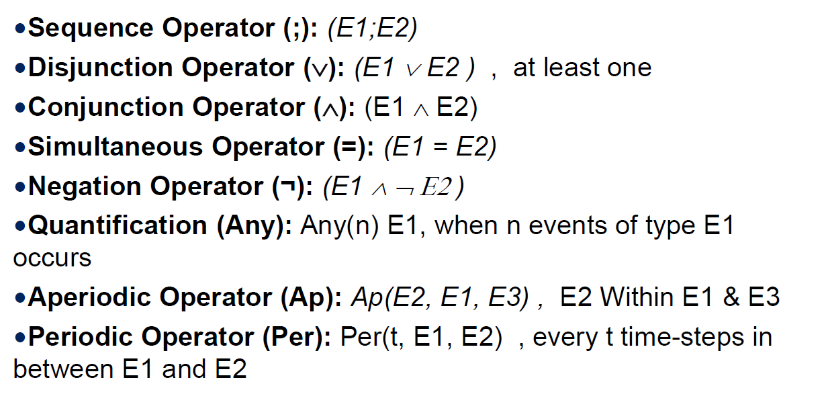 •Sequence Operator (;): (E1;E2)
•Disjunction Operator (∨): (E1 ∨ E2 ) , at least one
•Conjunction Operator (∧): (E1 ∧ E2)
•Simultaneous Operator (=): (E1 = E2)
•Negation Operator (¬): (E1 ∧ ¬ E2)
•Quantification (Any): Any(n) E1, when n events of type E1
occurs
•Aperiodic Operator (Ap): Ap(E2, E1, E3) , E2 Within E1 & E3
•Periodic Operator (Per): Per(t, E1, E2) , every t time-steps in
between E1 and E2